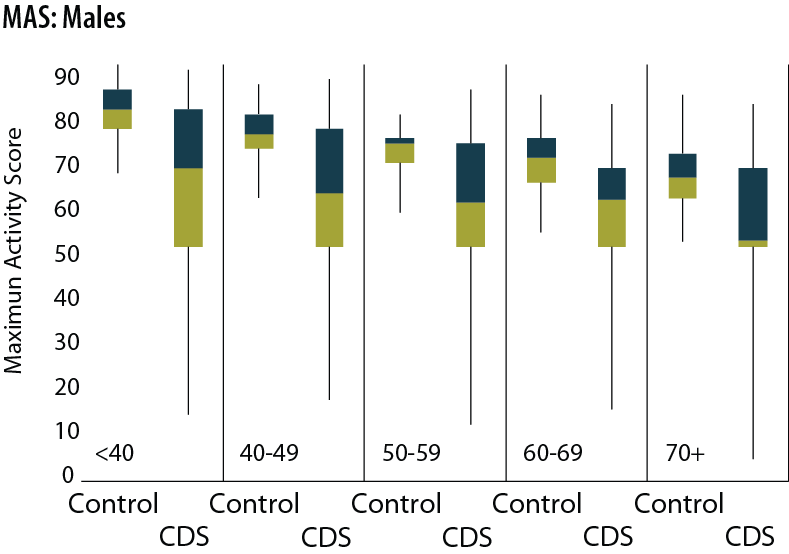 MAS: Males
Maximun Activity Score
90
80
70
60
50
40
30
20
10
0
<40
40-49
50-59
60-69
70+
Control
CDS
Control
CDS
Control
CDS
Control
CDS
Control
CDS